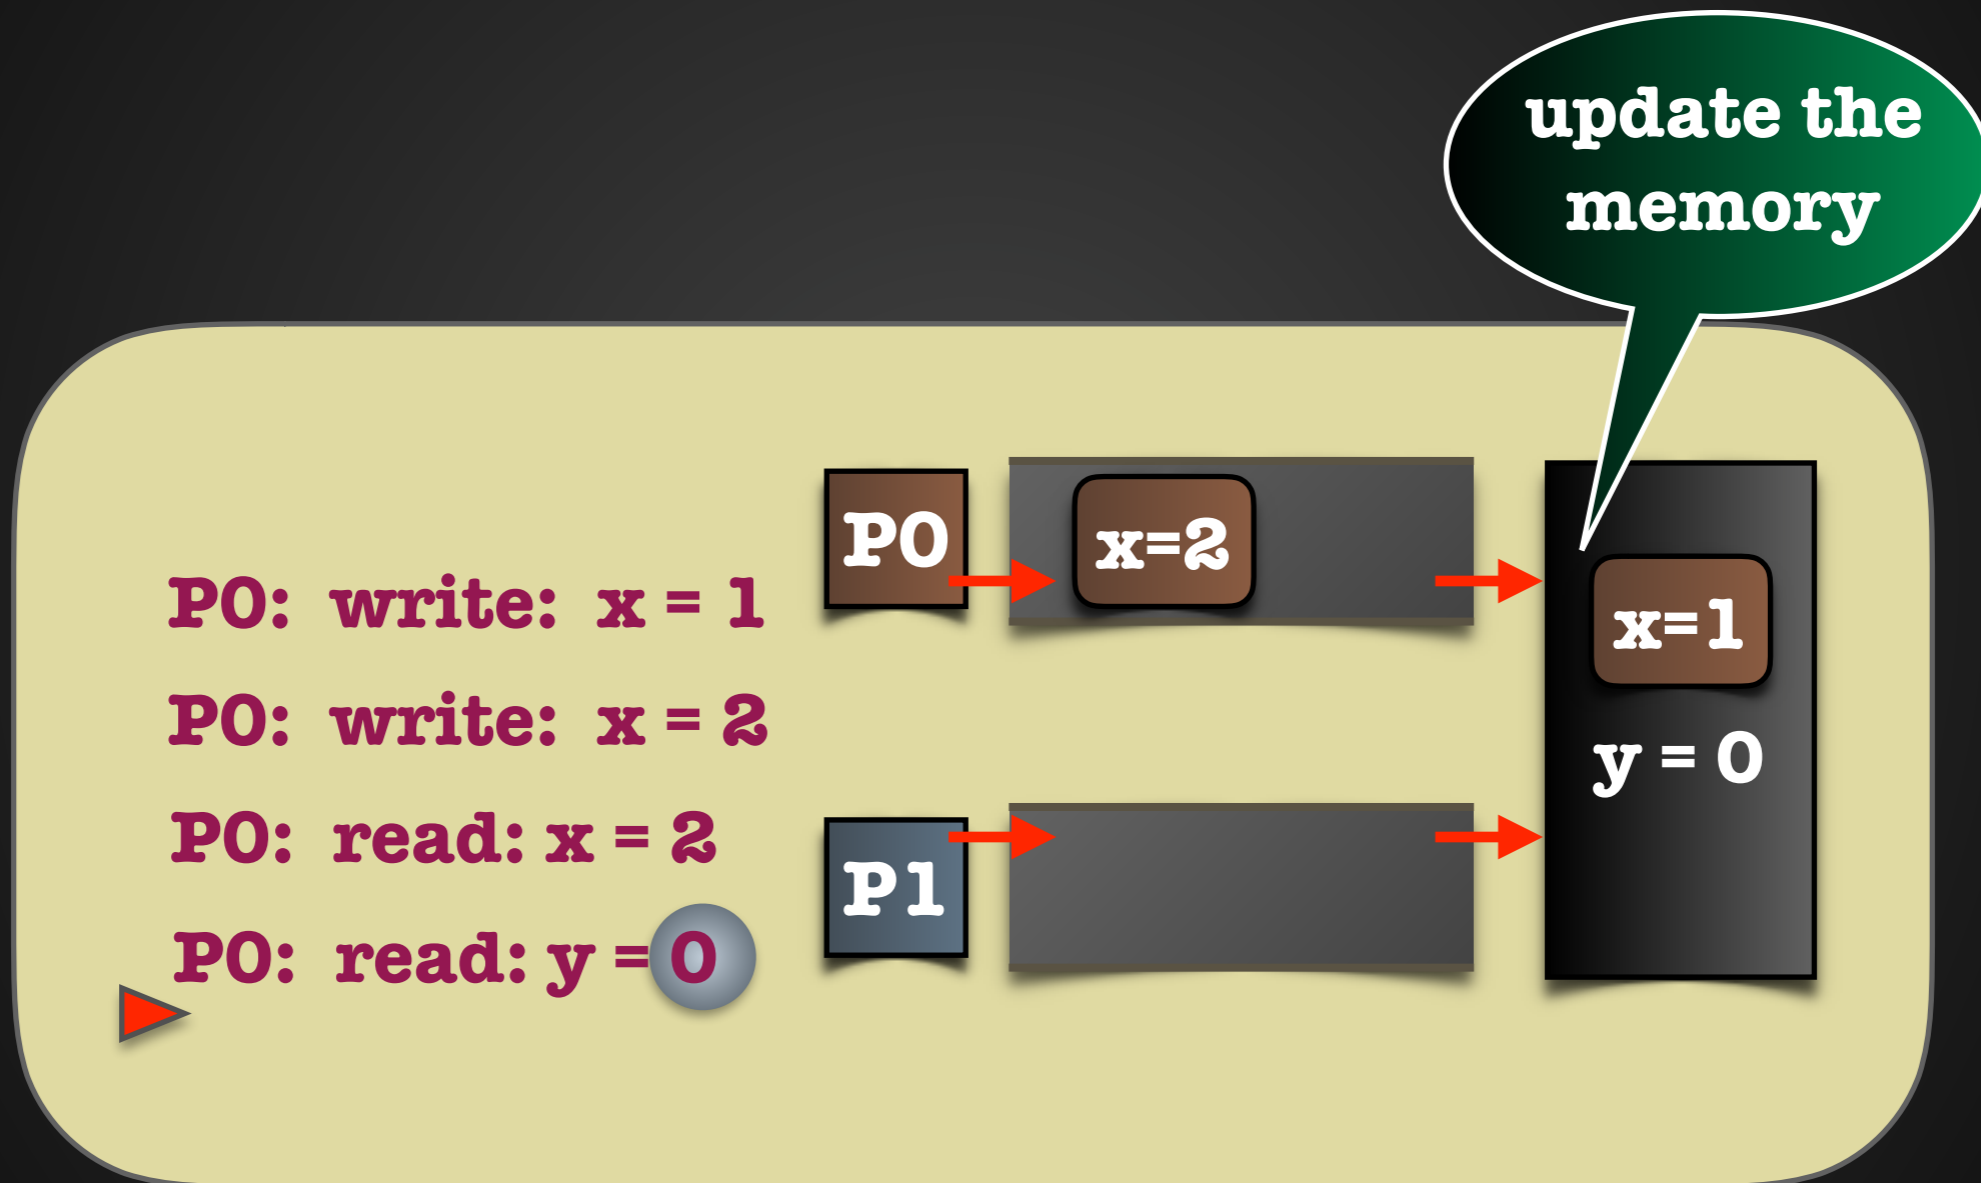 update the
memory
P0: write: x = 1
P0: write: x = 2
P0: read: x = 2
P0: read: y = 0
P0
x=2
x=1
y = 0
P1